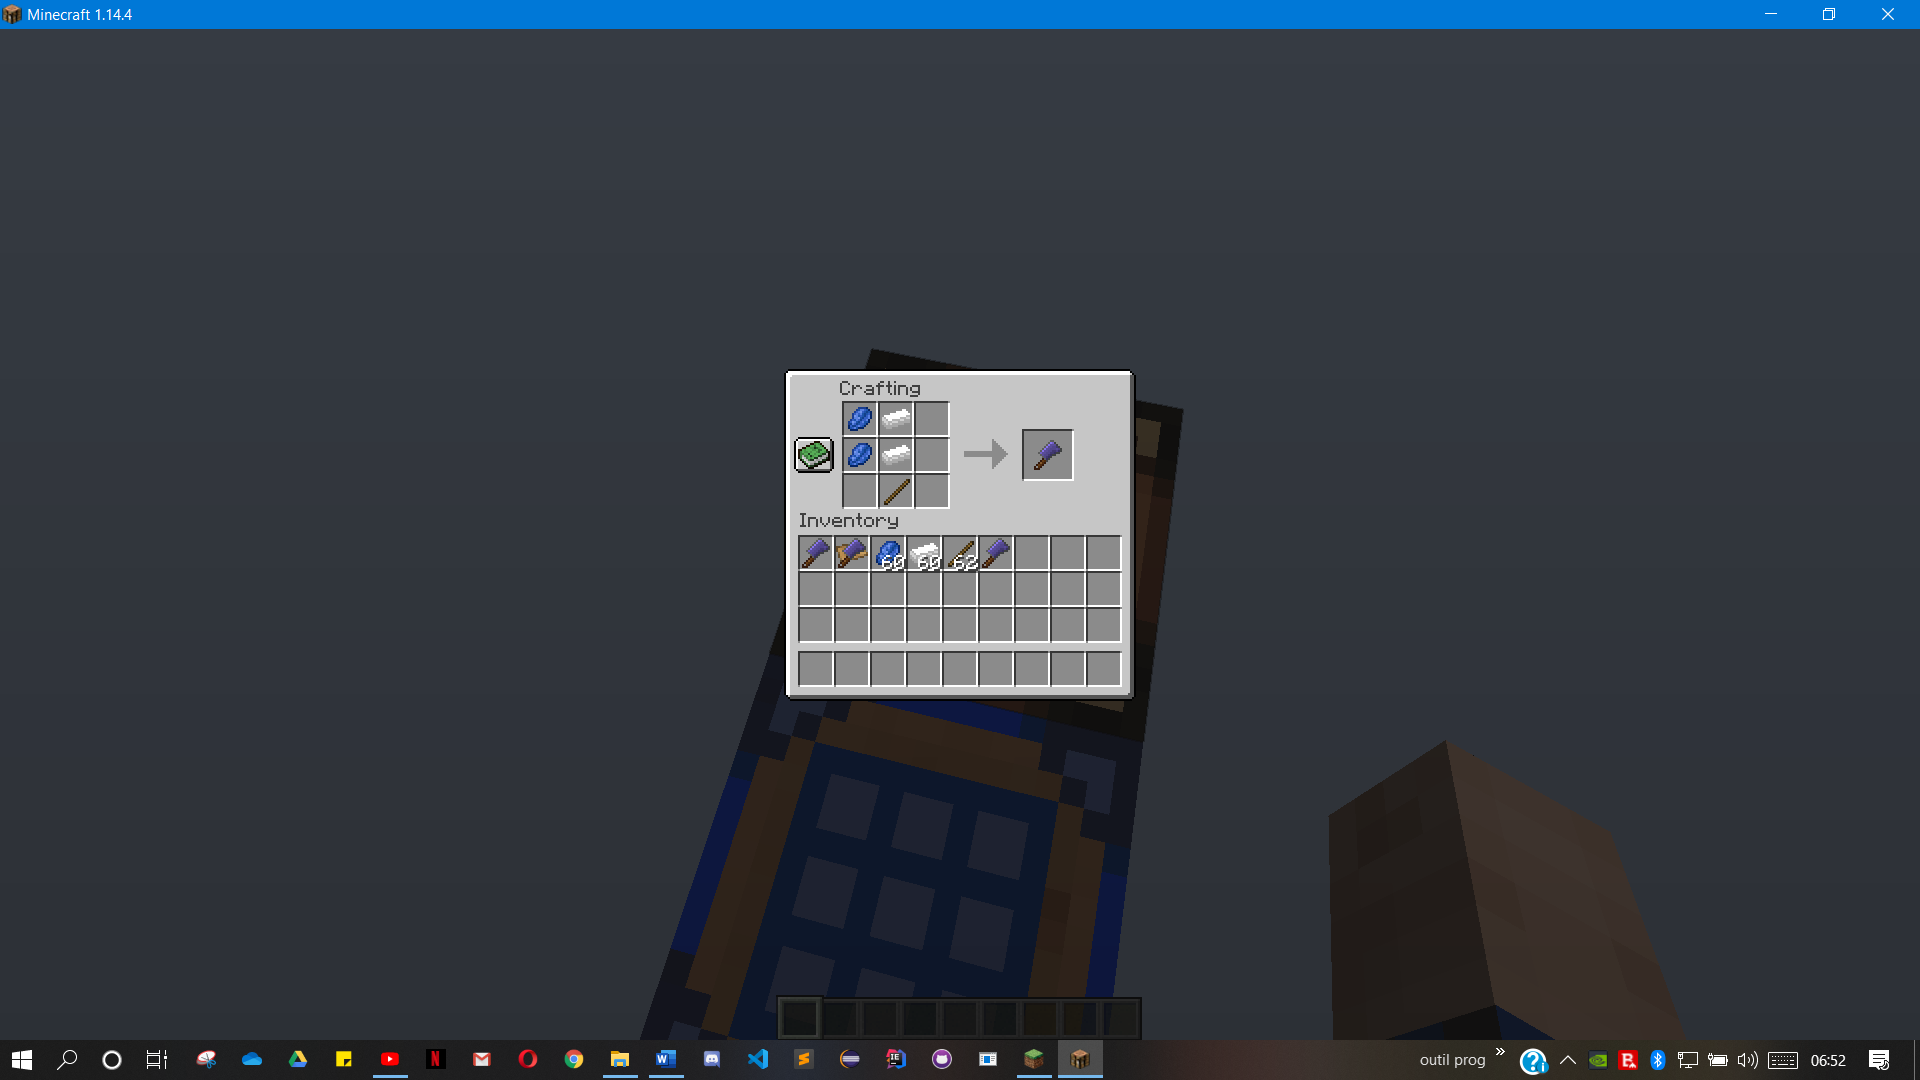 Minecraft 1.14.4
Crafting
Inventory
60 60 62
outil prog
06:52